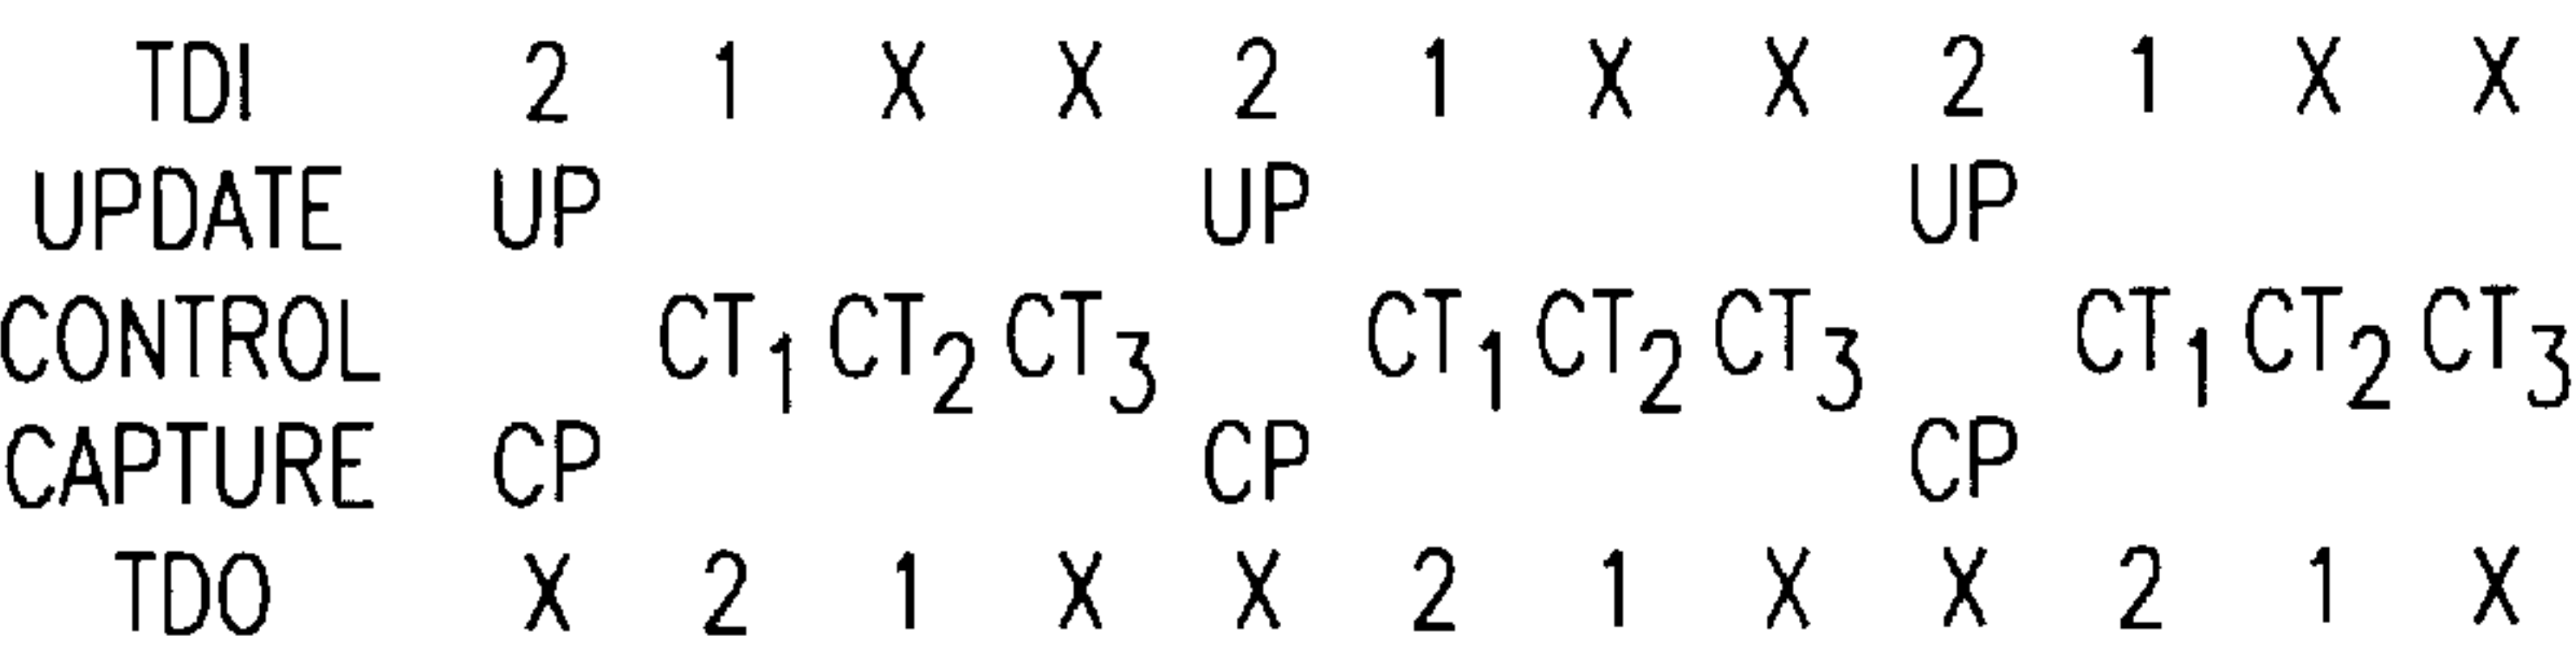 TDI 2 1 X X 2 1 X X 2 1 X X
UPDATE UP UP UP
CONTROL CT1 CT2 CT3 CT1 CT2 CT3 CT1 CT2 CT3
CAPTURE CP CP CP
TDO X 2 1 X X 2 1 X X 2 1 X